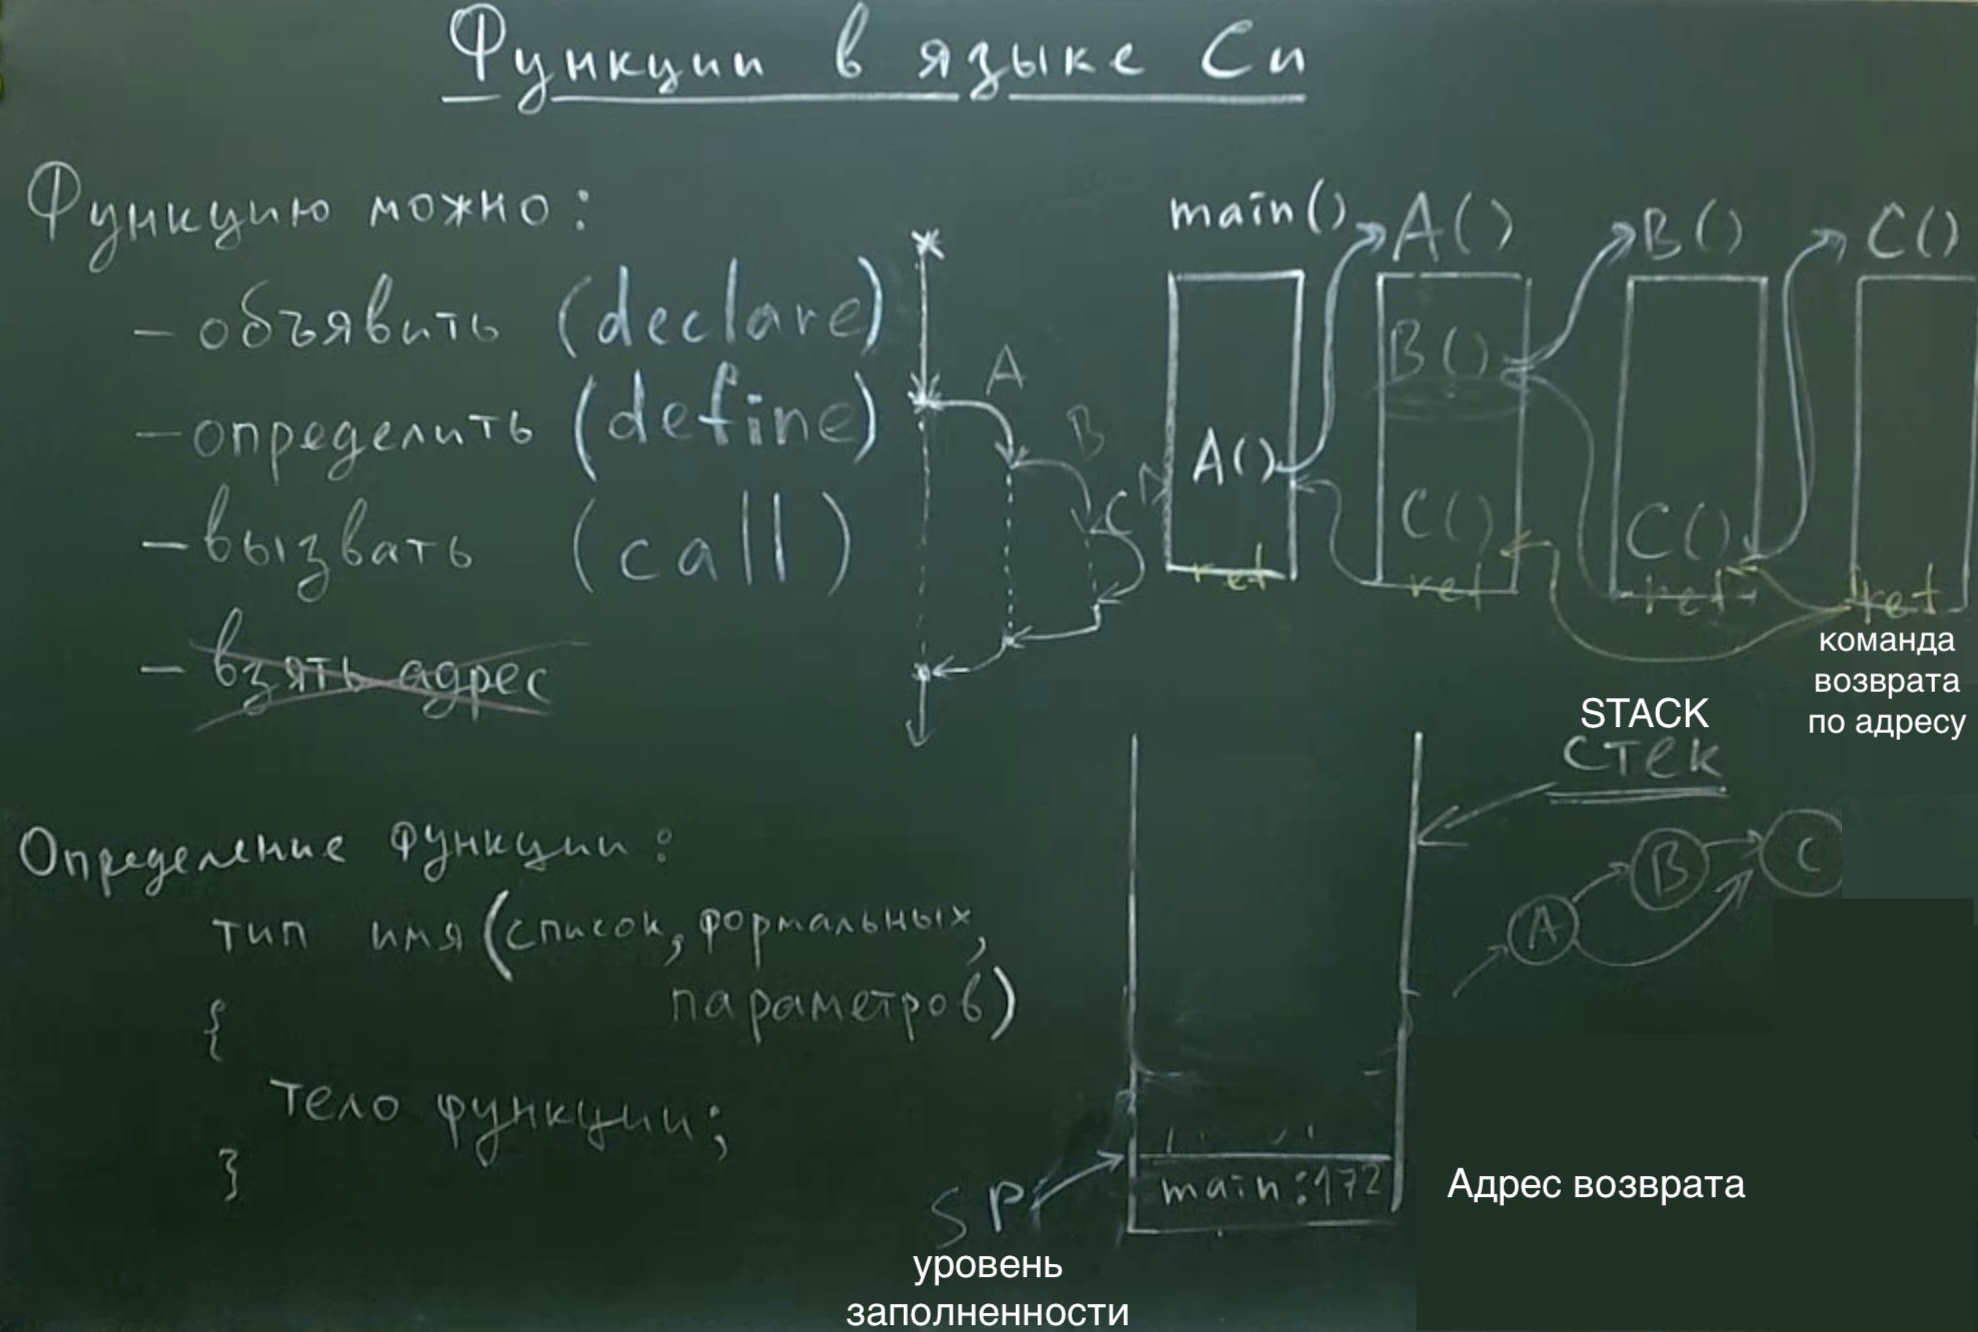 Функции в языке Си
Функцию можно:
- объявить (declare)
- определить (define)
- вызвать (call)
- взять адрес
A
B
C
main() A() B() C()
B()
A()
C()
C()
ret ret ret ret
команда
возврата
по адресу
STACK
стек
A B C
Определение функции:
тип имя (список, формальных,
параметров)
{
тело функции;
}
SP
main:172
Адрес возврата
уровень
заполненности